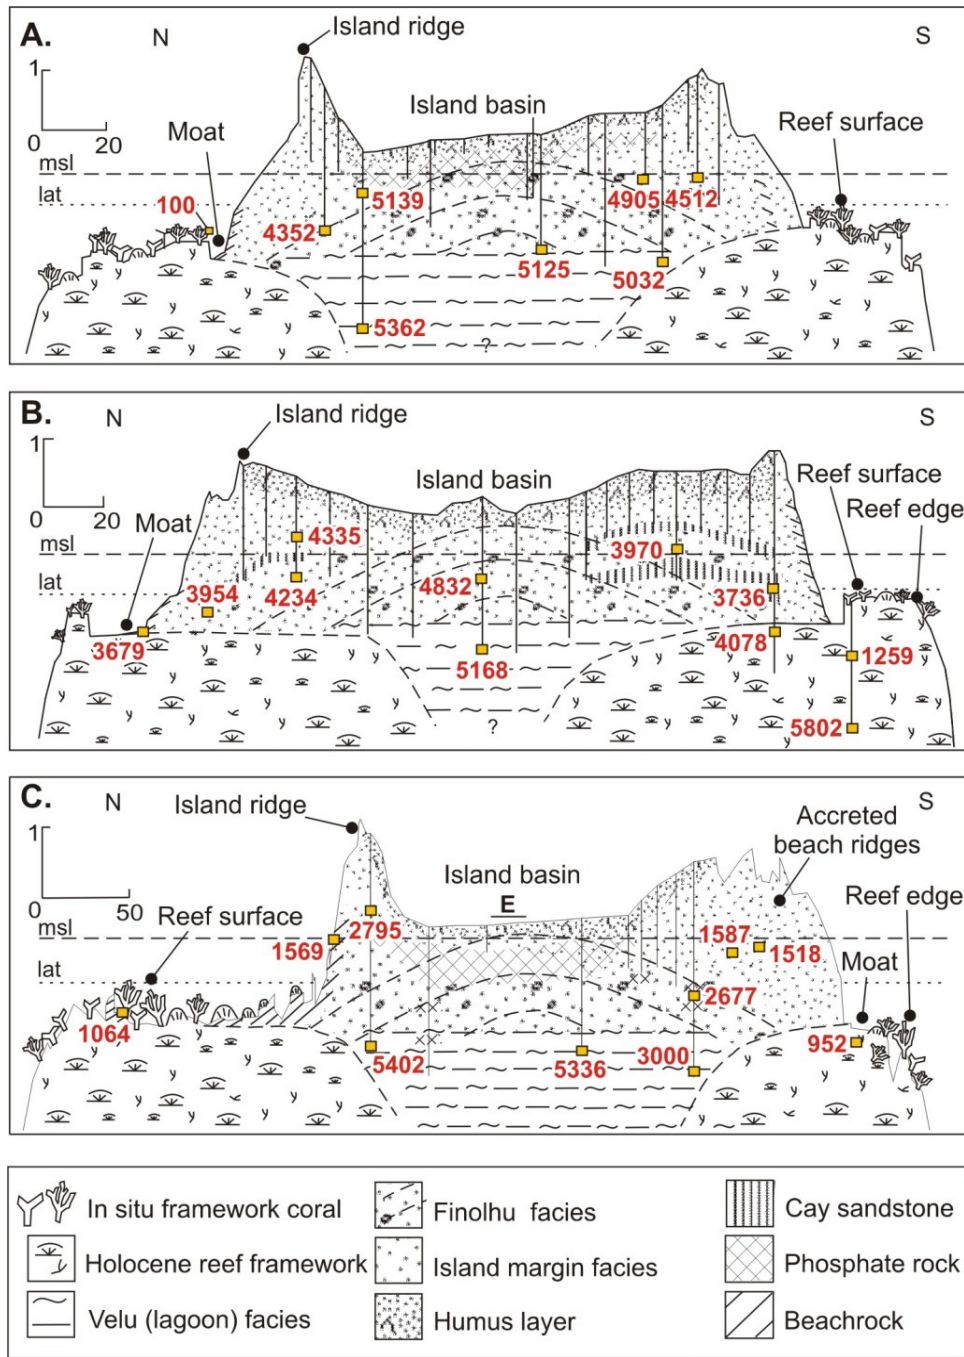 A.
N
Island ridge
S
1
0
20
Moat
Island basin
Reef surface
msl
lat
100
5139
4905
4512
4352
5125
5032
5362
?
B.
N
Island ridge
S
1
0
20
Moat
Island basin
Reef surface
Reef edge
msl
lat
4335
3970
3954
4234
4832
3736
3679
4078
5168
1259
5802
?
C.
N
Island ridge
S
1
0
50
Accreted
beach ridges
Island basin
E
Reef surface
Reef edge
msl
lat
2795
1569
1587
1518
Moat
2677
1064
5402
5336
3000
952
In situ framework coral
Finolhu facies
Cay sandstone
Holocene reef framework
Island margin facies
Phosphate rock
Velu (lagoon) facies
Humus layer
Beachrock